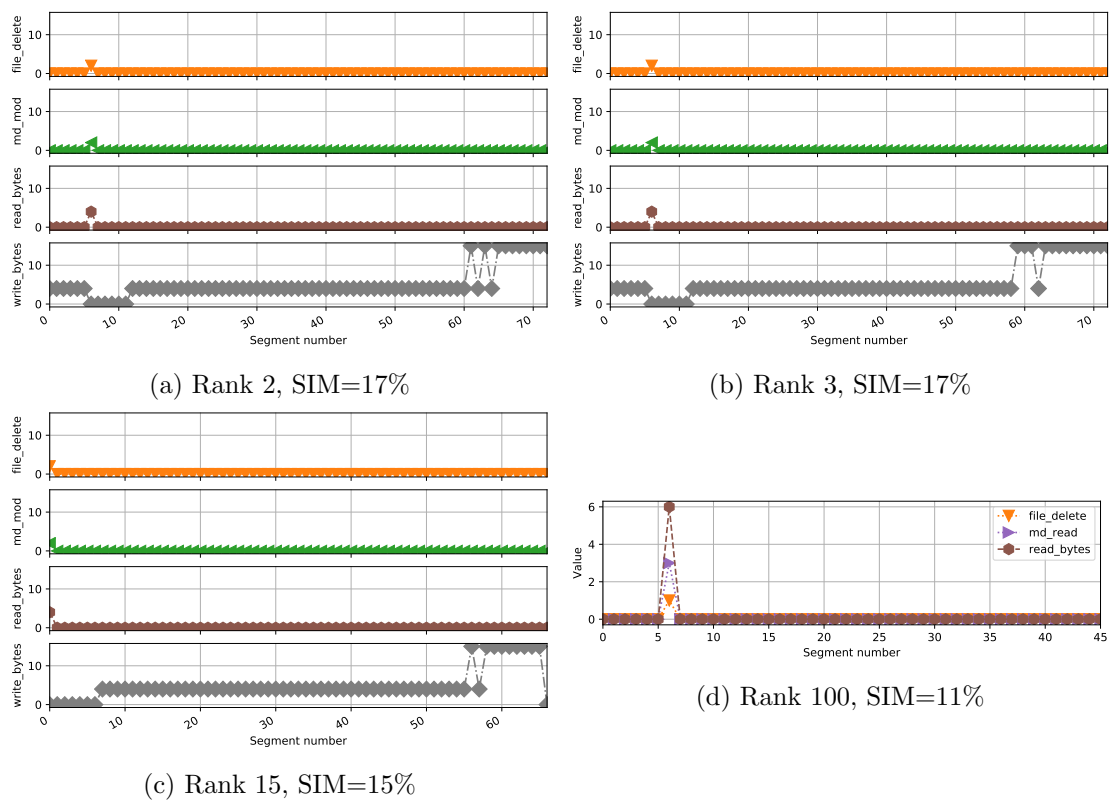 file_delete
10
0
md_mod
10
0
read_bytes
10
0
write_bytes
10
0
0 10 20 30 40 50 60 70
Segment number
(a) Rank 2, SIM=17%
file_delete
10
0
md_mod
10
0
read_bytes
10
0
write_bytes
10
0
0 10 20 30 40 50 60 70
Segment number
(b) Rank 3, SIM=17%
file_delete
10
0
md_mod
10
0
read_bytes
10
0
write_bytes
10
0
0 10 20 30 40 50 60
Segment number
(c) Rank 15, SIM=15%
Value
6
4
2
0
file_delete
md_read
read_bytes
0 5 10 15 20 25 30 35 40 45
Segment number
(d) Rank 100, SIM=11%